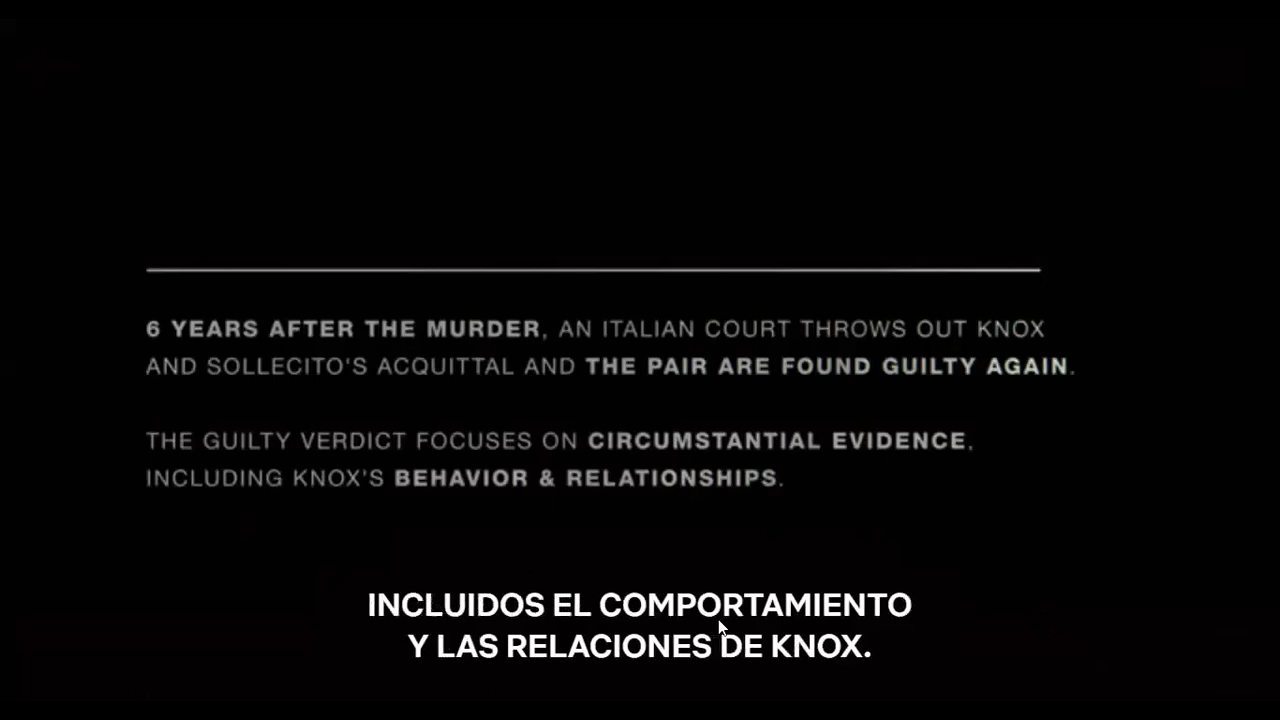 6 YEARS AFTER THE MURDER, AN ITALIAN COURT THROWS OUT KNOX
AND SOLLECITO'S ACQUITTAL AND THE PAIR ARE FOUND GUILTY AGAIN.
THE GUILTY VERDICT FOCUSES ON CIRCUMSTANTIAL EVIDENCE,
INCLUDING KNOX'S BEHAVIOR & RELATIONSHIPS.
INCLUIDOS EL COMPORTAMIENTO
Y LAS RELACIONES DE KNOX.